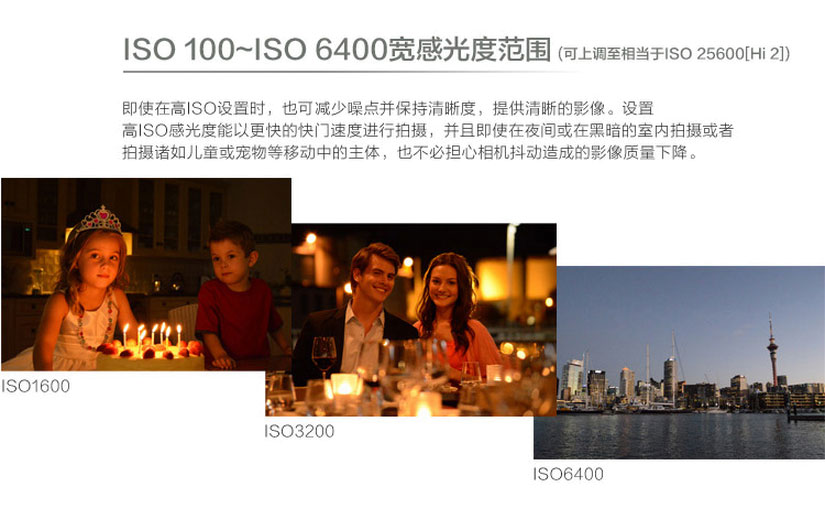 ISO 100~ISO 6400宽感光度范围 (可上调至相当于ISO 25600[Hi 2])
即使在高ISO设置时，也可减少噪点并保持清晰度，提供清晰的影像。设置
高ISO感光度能以更快的快门速度进行拍摄，并且即使在夜间或在黑暗的室内拍摄或者
拍摄诸如儿童或宠物等移动中的主体，也不必担心相机抖动造成的影像质量下降。
ISO1600
ISO3200
ISO6400